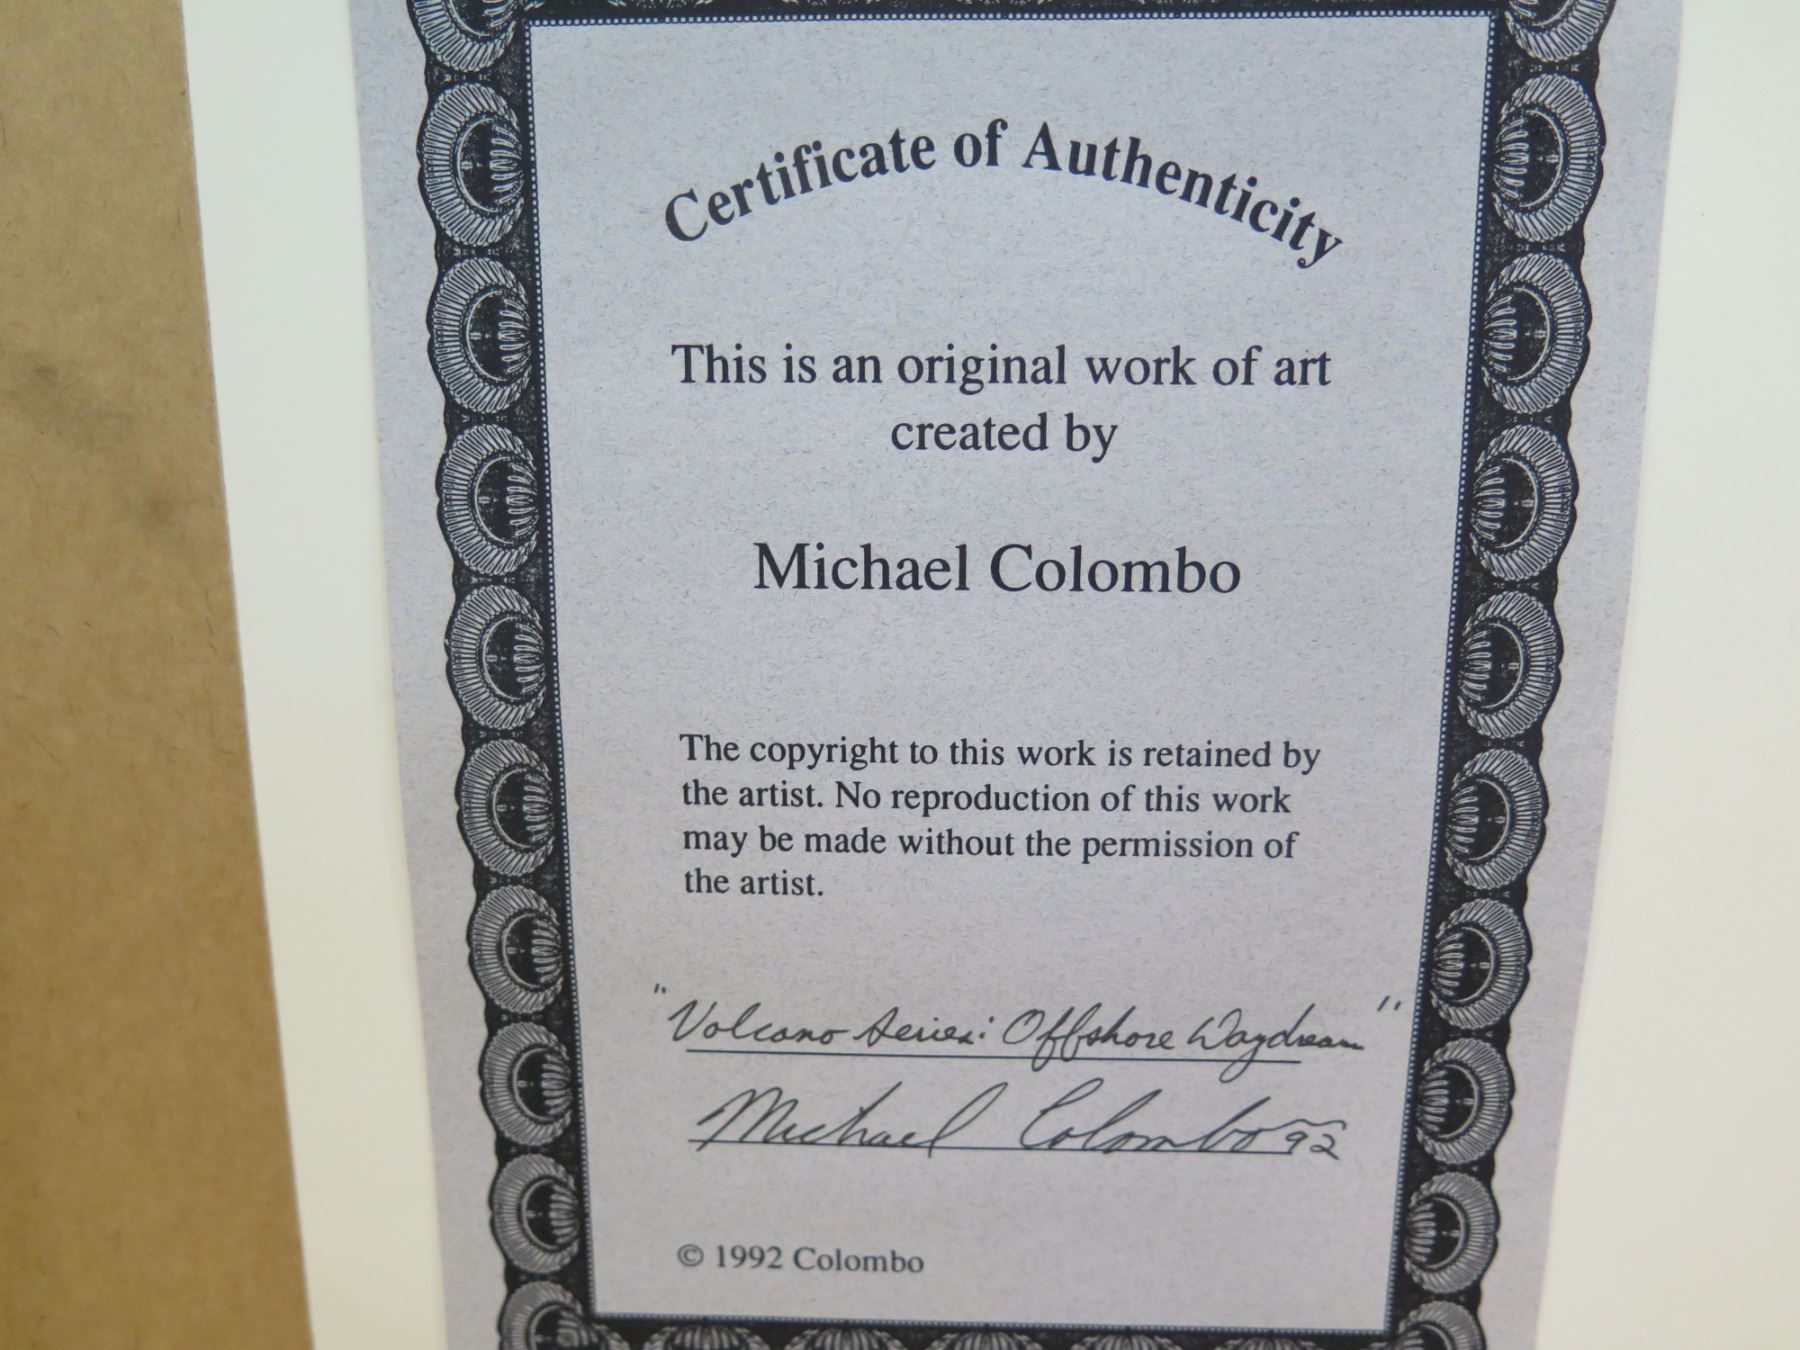 Certificate of Authenticity
This is an original work of art
created by
Michael Colombo
The copyright to this work is retained by
the artist. No reproduction of this work
may be made without the permission of
the artist.
"Volcano Series: Offshore Daydream"
Michael Colombo 92
© 1992 Colombo